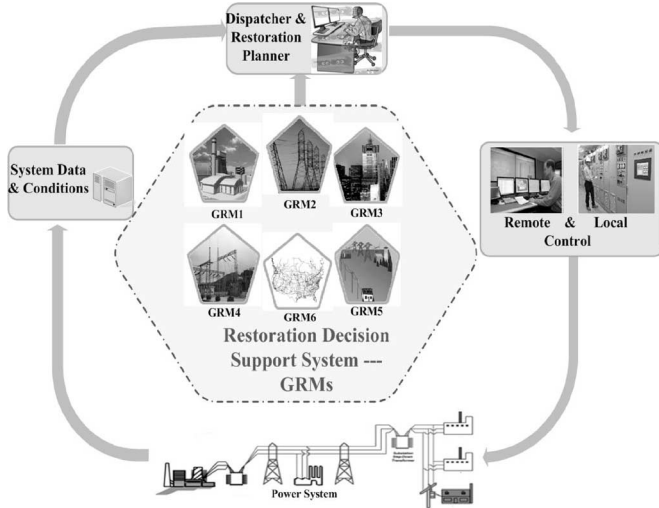 Dispatcher &
Restoration
Planner
System Data
& Conditions
GRM1
GRM2
GRM3
GRM4
GRM6
GRM5
Restoration Decision
Support System ---
GRMs
Remote & Local
Control
Power System